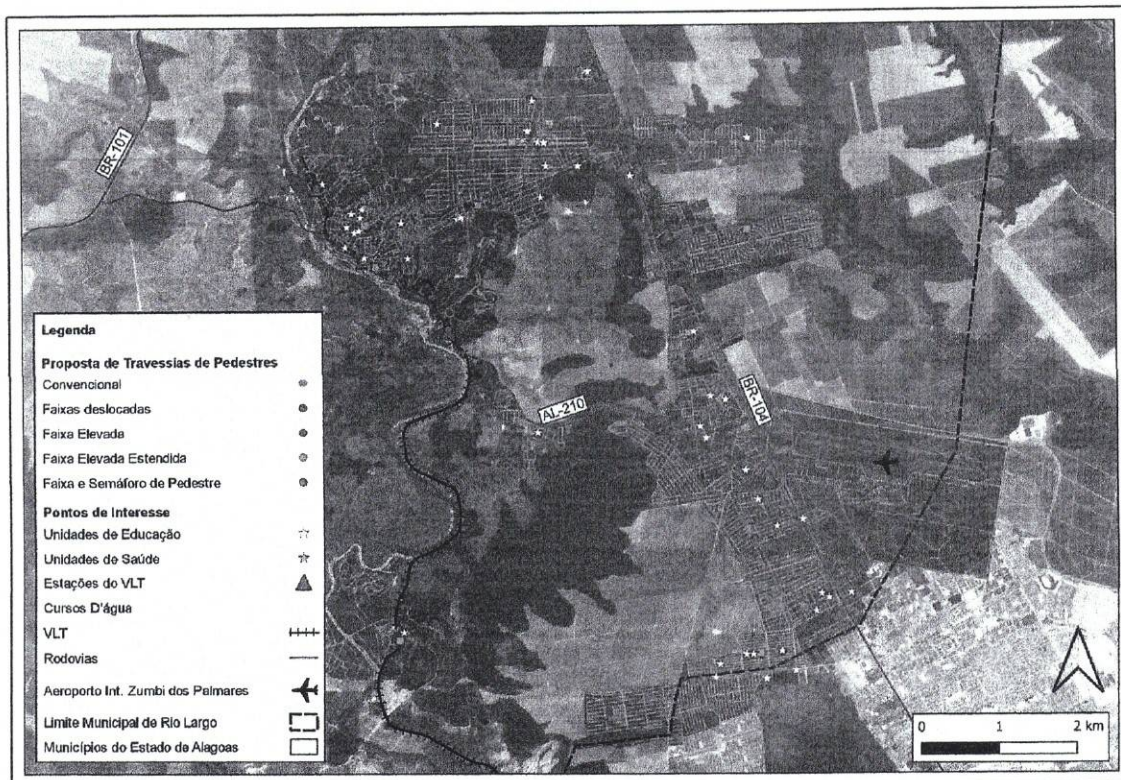 BR-101
AL-210
BR-104
Legenda
Proposta de Travessias de Pedestres
Convencional
Faixas deslocadas
Faixa Elevada
Faixa Elevada Estendida
Faixa e Semáforo de Pedestre
Pontos de Interesse
Unidades de Educação
Unidades de Saúde
Estações do VLT
Cursos D'água
VLT
Rodovias
Aeroporto Int. Zumbi dos Palmares
Limite Municipal de Rio Largo
Municípios do Estado de Alagoas
0 1 2 km